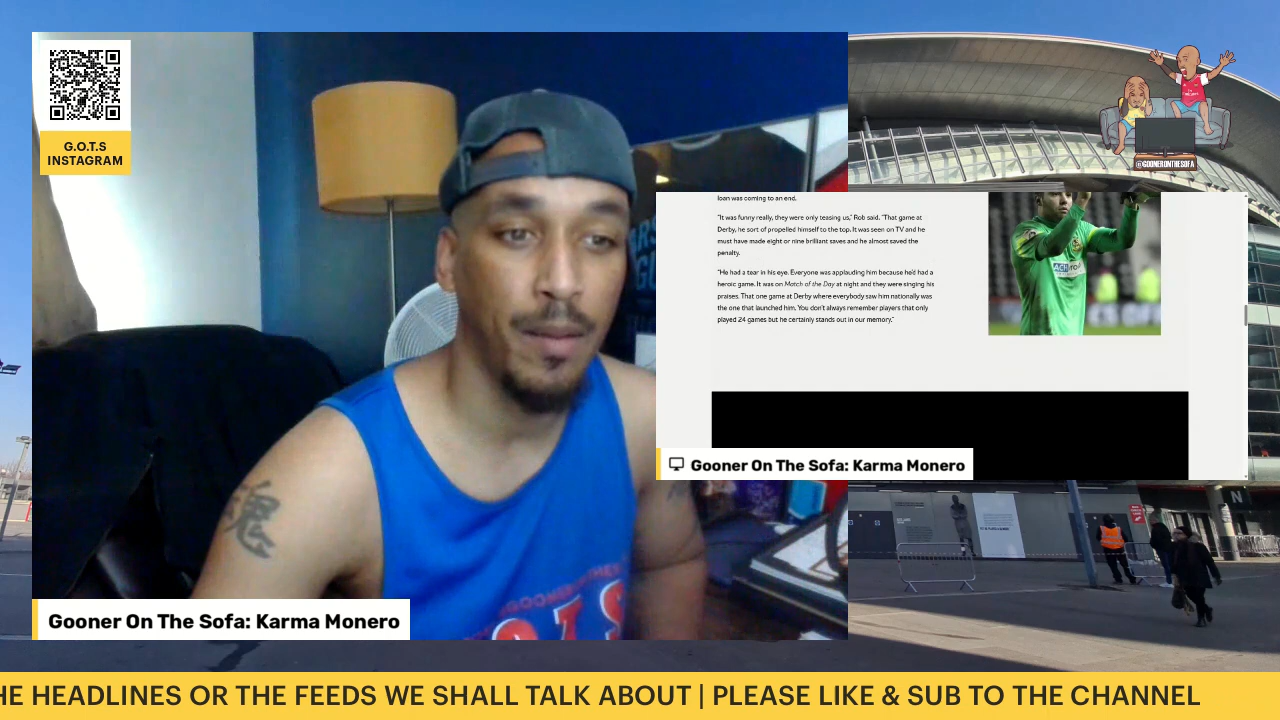 G.O.T.S
INSTAGRAM
@GOONERONTHESOFA
loan was coming to an end.
"It was funny really, they were only teasing us," Rob said. "That game at
Derby, he sort of propelled himself to the top. It was seen on TV and he
must have made eight or nine brilliant saves and he almost saved the
penalty.
"He had a tear in his eye. Everyone was applauding him because he'd had a
heroic game. It was on Match of the Day at night and they were singing his
praises. That one game at Derby where everybody saw him nationally was
the one that launched him. You don't always remember players that only
played 24 games but he certainly stands out in our memory."
Gooner On The Sofa: Karma Monero
N
Gooner On The Sofa: Karma Monero
HE HEADLINES OR THE FEEDS WE SHALL TALK ABOUT | PLEASE LIKE & SUB TO THE CHANNEL